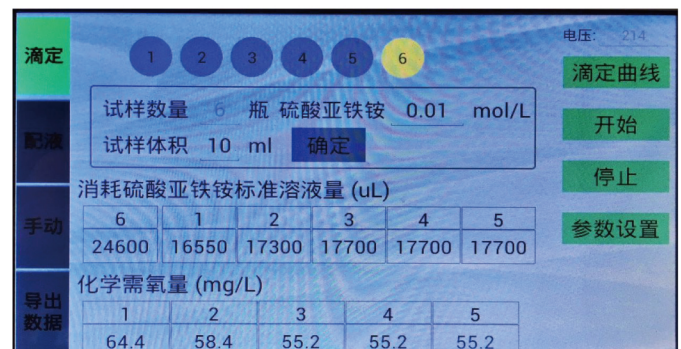 滴定
配液
手动
导出
数据
1 2 3 4 5 6
电压: 214
试样数量 6 瓶 硫酸亚铁铵 0.01 mol/L
试样体积 10 ml 确定
消耗硫酸亚铁铵标准溶液量 (uL)
6 1 2 3 4 5
24600 16550 17300 17700 17700 17700
化学需氧量 (mg/L)
1 2 3 4 5
64.4 58.4 55.2 55.2 55.2
滴定曲线
开始
停止
参数设置